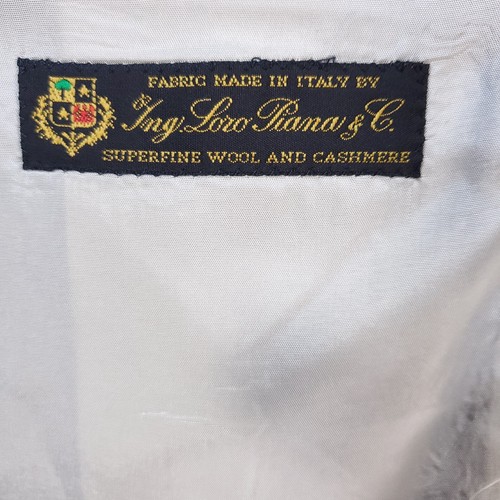 FABRIC MADE IN ITALY BY
Ing. Loro Piana & C.
SUPERFINE WOOL AND CASHMERE